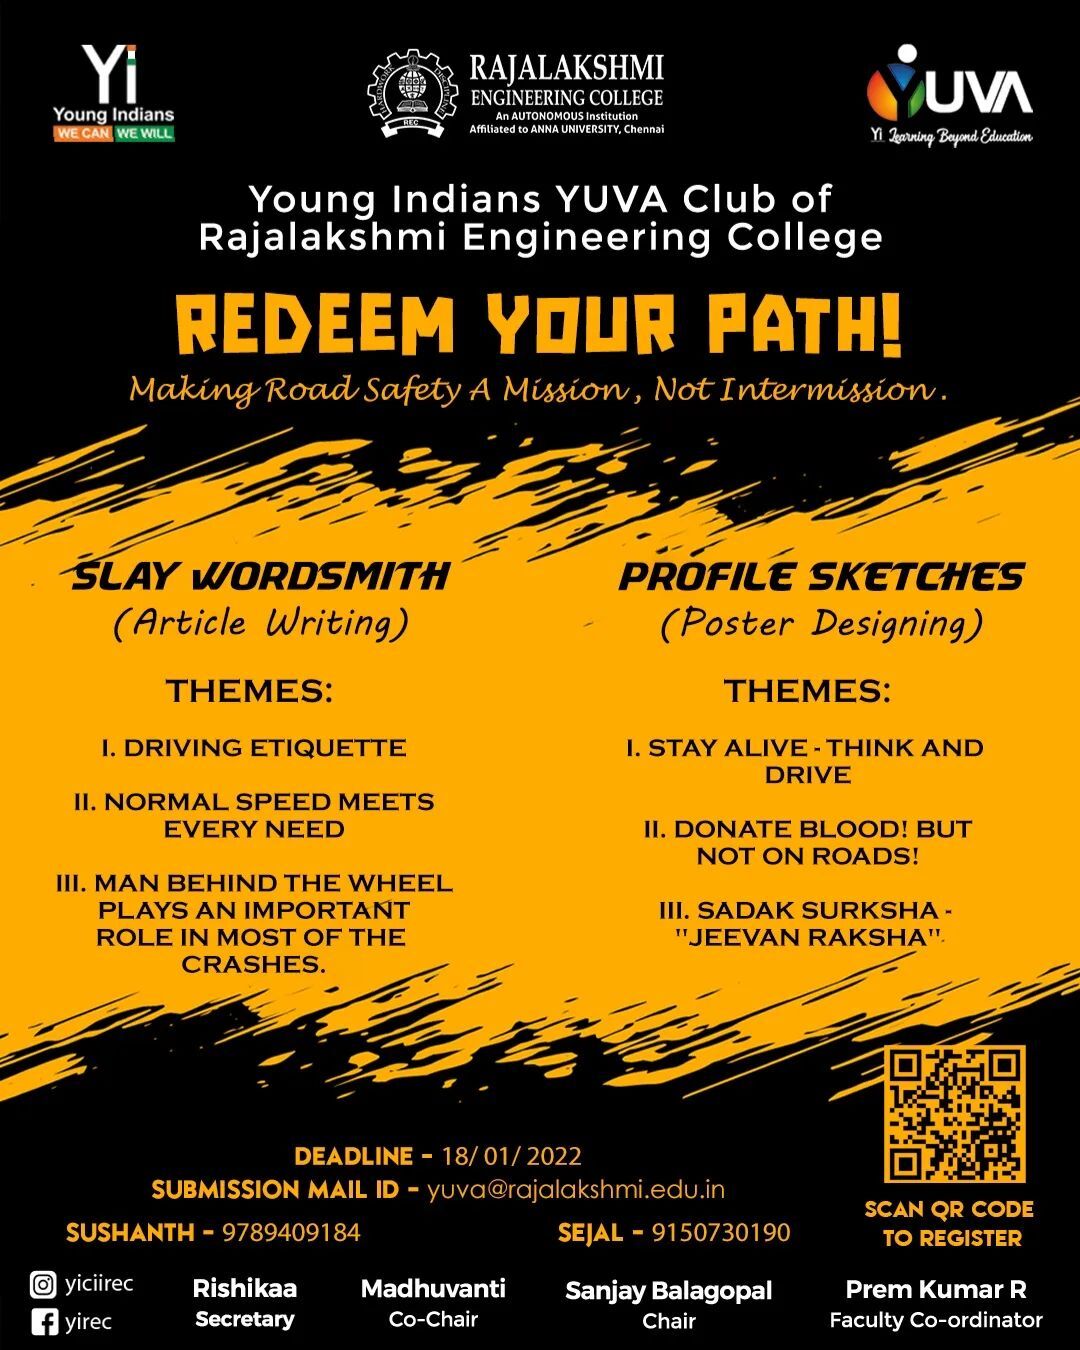 Yi
Young Indians
WE CAN WE WILL
HARDWORK DISCIPLINE
REC
RAJALAKSHMI
ENGINEERING COLLEGE
An AUTONOMOUS Institution
Affiliated to ANNA UNIVERSITY, Chennai
YUVA
Yi Learning Beyond Education
Young Indians YUVA Club of
Rajalakshmi Engineering College
REDEEM YOUR PATH!
Making Road Safety A Mission, Not Intermission.
SLAY WORDSMITH
(Article Writing)
THEMES:
I. DRIVING ETIQUETTE
II. NORMAL SPEED MEETS
EVERY NEED
III. MAN BEHIND THE WHEEL
PLAYS AN IMPORTANT
ROLE IN MOST OF THE
CRASHES.
PROFILE SKETCHES
(Poster Designing)
THEMES:
I. STAY ALIVE - THINK AND
DRIVE
II. DONATE BLOOD! BUT
NOT ON ROADS!
III. SADAK SURKSHA -
"JEEVAN RAKSHA"
DEADLINE - 18/ 01/ 2022
SUBMISSION MAIL ID - yuva@rajalakshmi.edu.in
SUSHANTH - 9789409184
SEJAL - 9150730190
SCAN QR CODE
TO REGISTER
yiciirec
yirec
Rishikaa
Secretary
Madhuvanti
Co-Chair
Sanjay Balagopal
Chair
Prem Kumar R
Faculty Co-ordinator